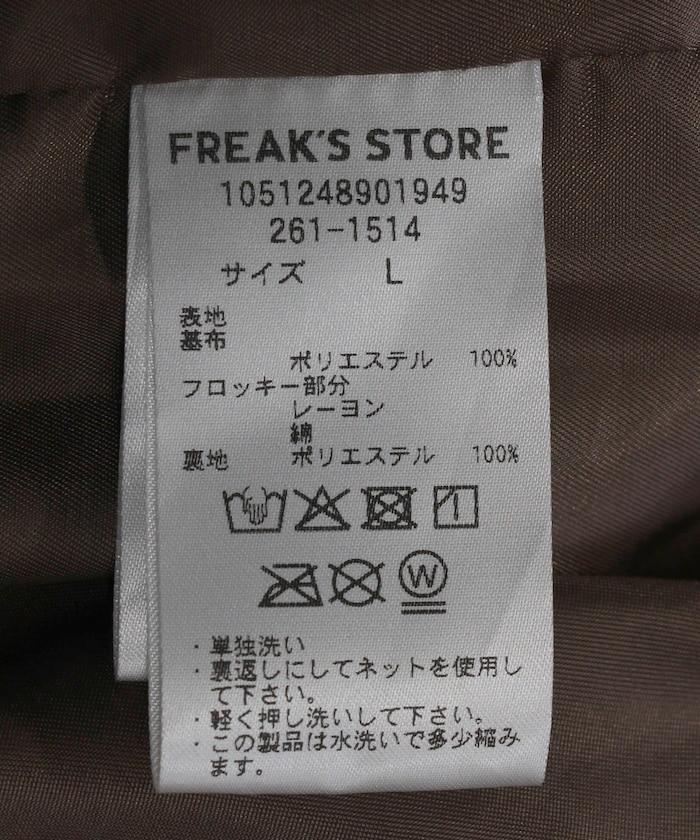 FREAK'S STORE
1051248901949
261-1514
サイズ L
表地
基布
ポリエステル 100%
フロッキー部分
レーヨン
綿
裏地 ポリエステル 100%
W
・単独洗い
・裏返しにしてネットを使用し
て下さい。
・軽く押し洗いして下さい。
・この製品は水洗いで多少縮み
ます。